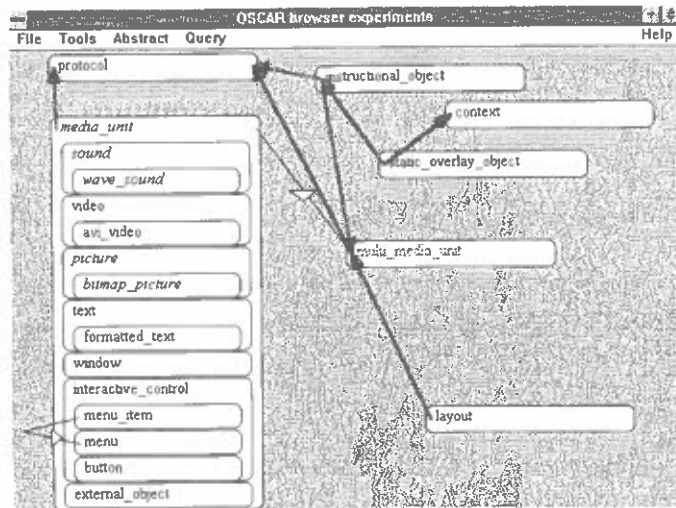 OSCAR browser experiments
File Tools Abstract Query Help
protocol
instructional_object
context
media_unit
sound
static_overlay_object
wave_sound
video
avi_video
multi_media_unit
picture
bitmap_picture
text
formatted_text
window
interactive_control
menu_item
layout
menu
button
external_object